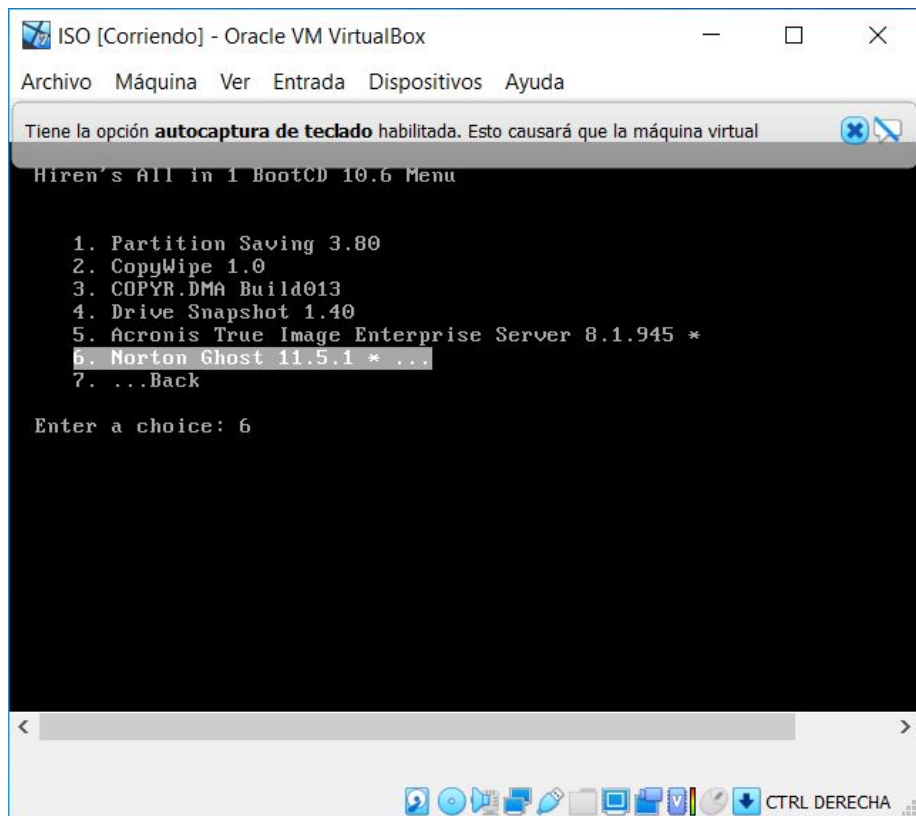 ISO [Corriendo] - Oracle VM VirtualBox
Archivo Máquina Ver Entrada Dispositivos Ayuda
Tiene la opción autocaptura de teclado habilitada. Esto causará que la máquina virtual
Hiren's All in 1 BootCD 10.6 Menu
1. Partition Saving 3.80
2. CopyWipe 1.0
3. COPYR.DMA Build013
4. Drive Snapshot 1.40
5. Acronis True Image Enterprise Server 8.1.945 *
6. Norton Ghost 11.5.1 * ...
7. ...Back
Enter a choice: 6
CTRL DERECHA